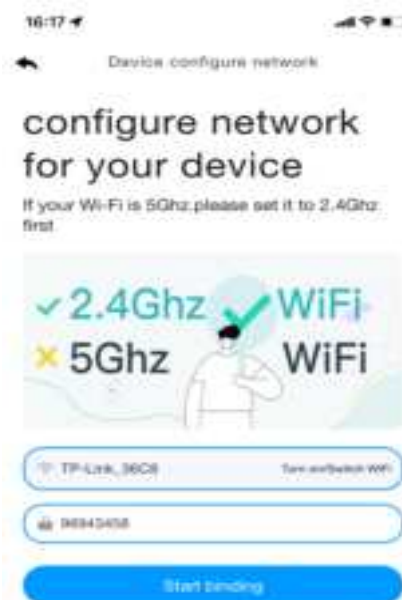 16:17
Device configure network
configure network
for your device
If your Wi-Fi is 5Ghz,please set it to 2.4Ghz
first
2.4Ghz WiFi
5Ghz WiFi
TP-Link_36C8 Turn on/Switch WiFi
Start binding